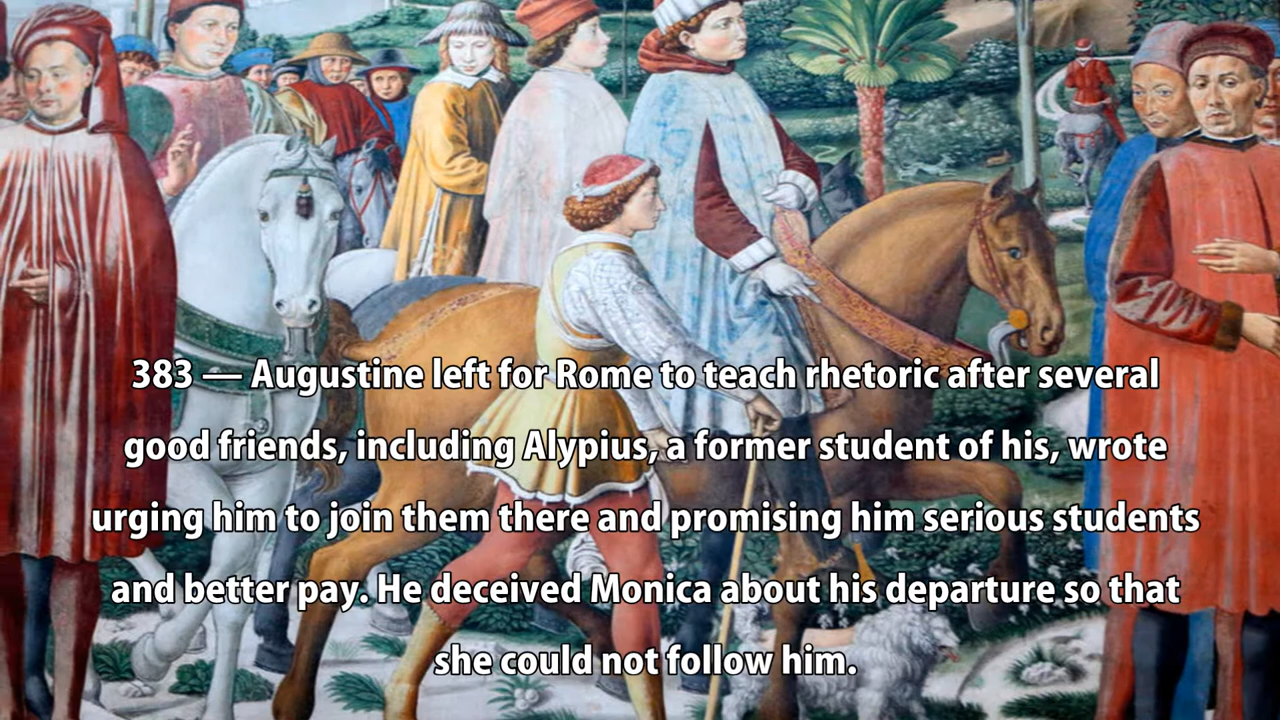 383 — Augustine left for Rome to teach rhetoric after several
good friends, including Alypius, a former student of his, wrote
urging him to join them there and promising him serious students
and better pay. He deceived Monica about his departure so that
she could not follow him.